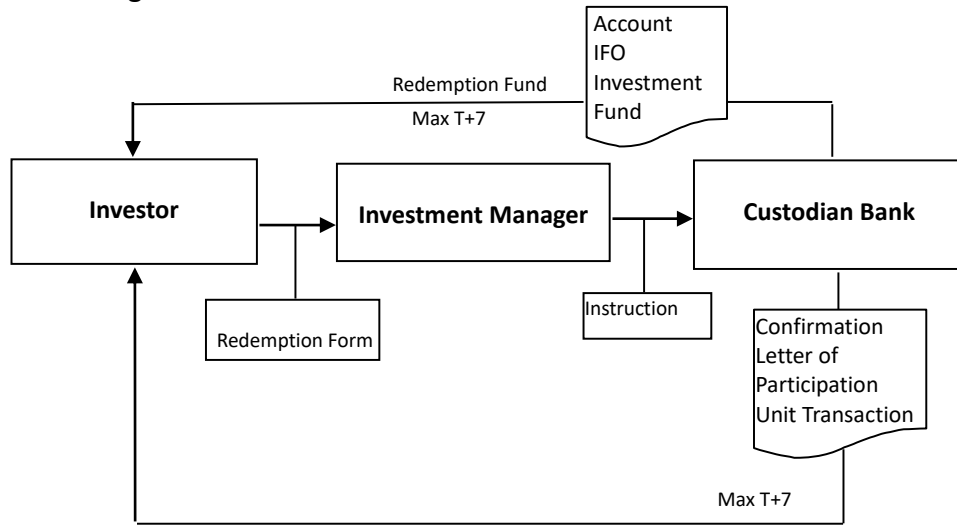 Account
IFO
Investment
Fund
Redemption Fund
Max T+7
Investor
Investment Manager
Custodian Bank
Redemption Form
Instruction
Confirmation
Letter of
Participation
Unit Transaction
Max T+7